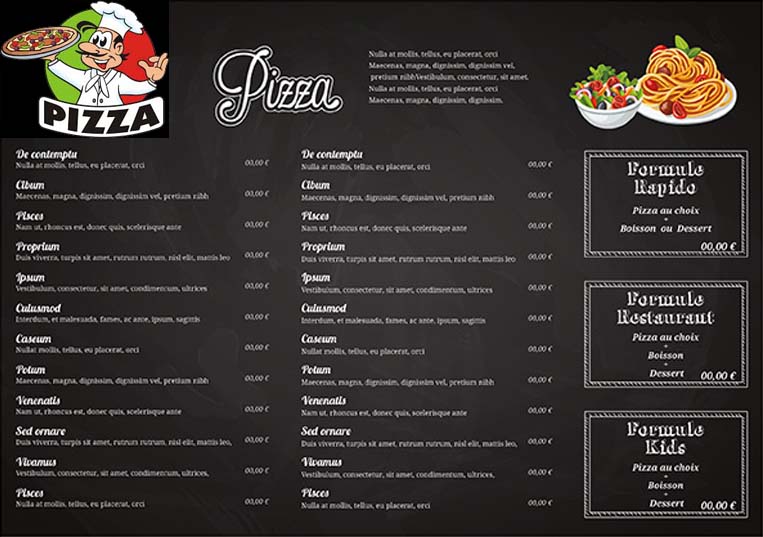 PIZZA
Pizza
Nulla at mollis, tellus, eu placerat, orci
Maecenas, magna, dignissim, dignissim vel,
pretium nibhVestibulum, consectetur, sit amet.
Nulla at mollis, tellus, eu placerat, orci
Maecenas, magna, dignissim, dignissim.
De contemptu
Nulla at mollis, tellus, eu placerat, orci 00,00 €
Cibum
Maecenas, magna, dignissim, dignissim vel, pretium nibh 00,00 €
Pisces
Nam ut, rhoncus est, donec quis, scelerisque ante 00,00 €
Proprium
Duis viverra, turpis sit amet, rutrum rutrum, nisl elit, mattis leo 00,00 €
Ipsum
Vestibulum, consectetur, sit amet, condimentum, ultrices 00,00 €
Cuiusmod
Interdum, et malesuada, fames, ac ante, ipsum, sagittis 00,00 €
Caseum
Nullat mollis, tellus, eu placerat, orci 00,00 €
Potum
Maecenas, magna, dignissim, dignissim vel, pretium nibh 00,00 €
Venenatis
Nam ut, rhoncus est, donec quis, scelerisque ante 00,00 €
Sed ornare
Duis viverra, turpis sit amet, rutrum rutrum, nisl elit, mattis leo, 00,00 €
Vivamus
Vestibulum, consectetur, sit amet, condimentum, ultrices, 00,00 €
Pisces
Nulla at mollis, tellus, eu placerat, orci 00,00 €
De contemptu
Nulla at mollis, tellus, eu placerat, orci 00,00 €
Cibum
Maecenas, magna, dignissim, dignissim vel, pretium nibh 00,00 €
Pisces
Nam ut, rhoncus est, donec quis, scelerisque ante 00,00 €
Proprium
Duis viverra, turpis sit amet, rutrum rutrum, nisl elit, mattis leo 00,00 €
Ipsum
Vestibulum, consectetur, sit amet, condimentum, ultrices 00,00 €
Cuiusmod
Interdum, et malesuada, fames, ac ante, ipsum, sagittis 00,00 €
Caseum
Nullat mollis, tellus, eu placerat, orci 00,00 €
Potum
Maecenas, magna, dignissim, dignissim vel, pretium nibh 00,00 €
Venenatis
Nam ut, rhoncus est, donec quis, scelerisque ante 00,00 €
Sed ornare
Duis viverra, turpis sit amet, rutrum rutrum, nisl elit, mattis leo, 00,00 €
Vivamus
Vestibulum, consectetur, sit amet, condimentum, ultrices, 00,00 €
Pisces
Nulla at mollis, tellus, eu placerat, orci 00,00 €
Formule
Rapido
Pizza au choix
+
Boisson ou Dessert
00,00 €
Formule
Restaurant
Pizza au choix
+
Boisson
+
Dessert 00,00 €
Formule
Kids
Pizza au choix
+
Boisson
+
Dessert 00,00 €